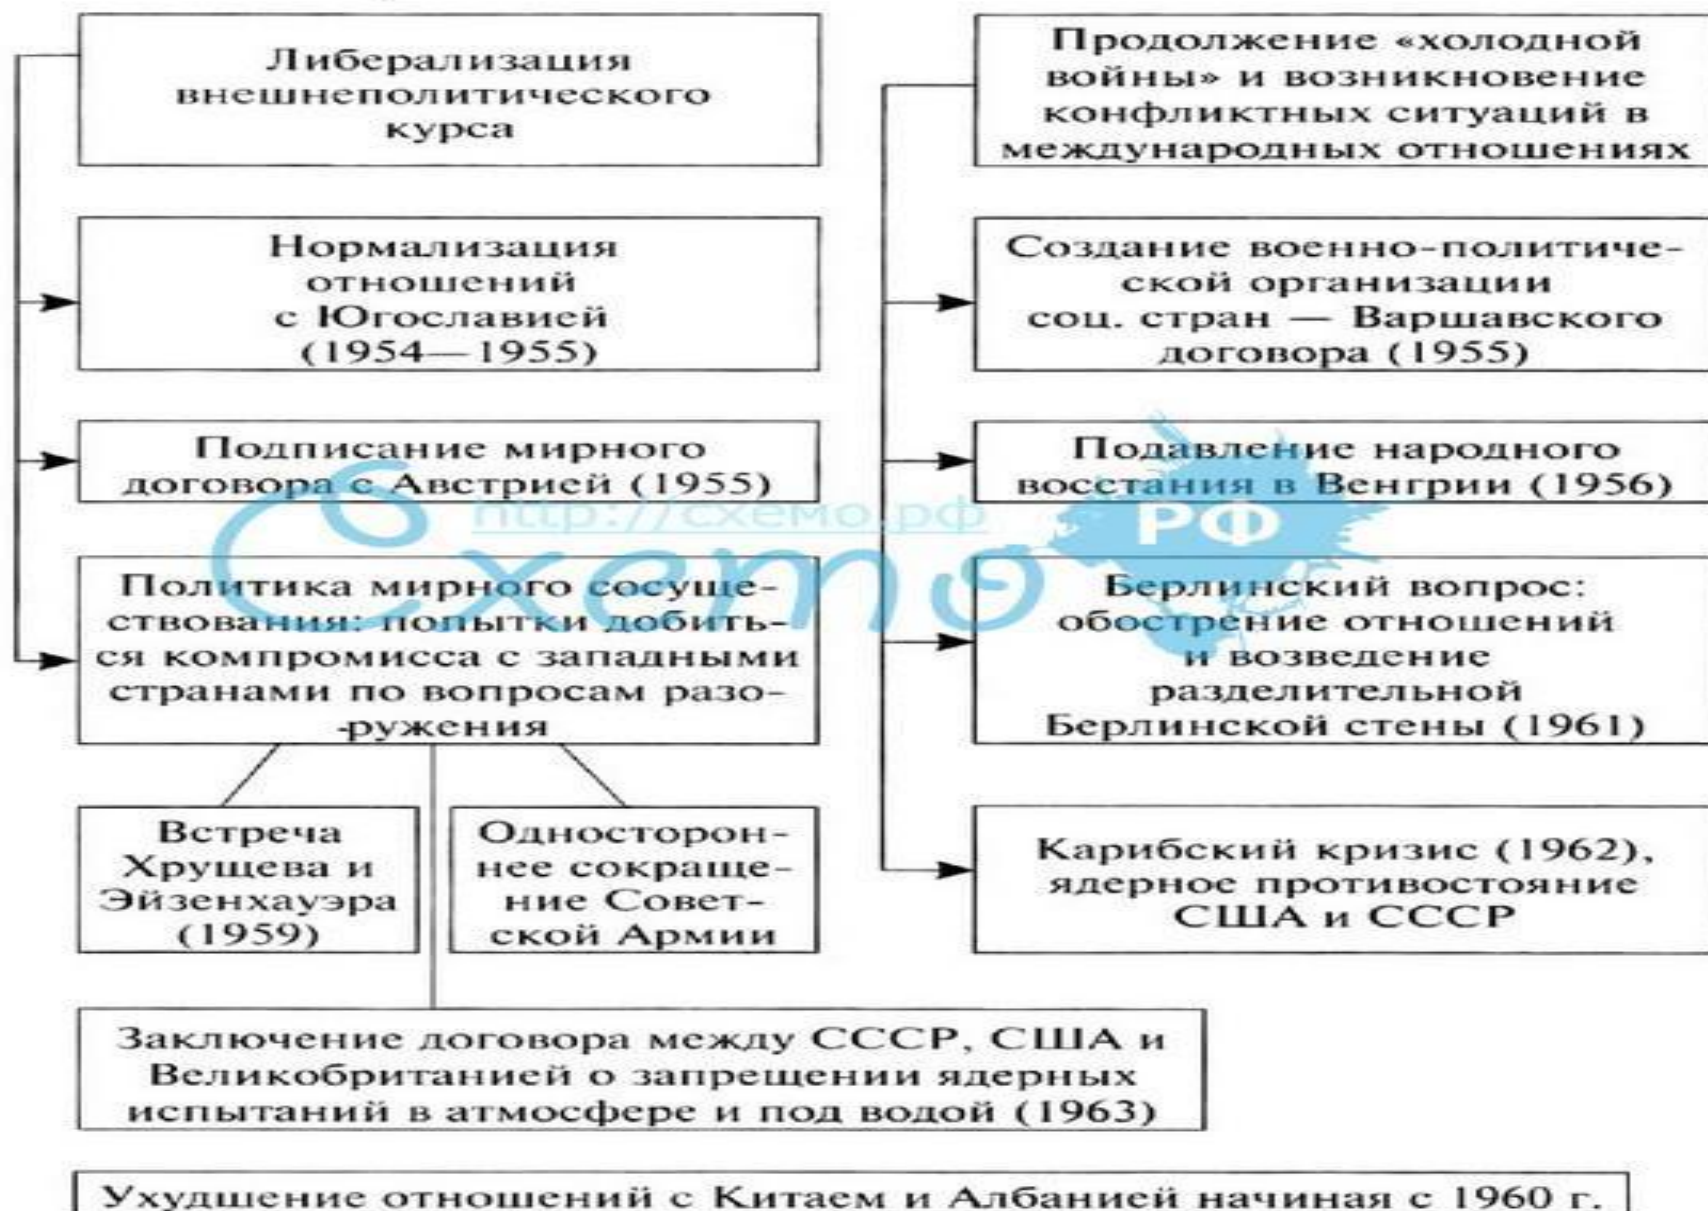 Либерализация
внешнеполитического
курса
Нормализация
отношений
с Югославией
(1954—1955)
Подписание мирного
договора с Австрией (1955)
Политика мирного сосуще-
ствования: попытки добить-
ся компромисса с западными
странами по вопросам разо-
-ружения
Встреча
Хрущева и
Эйзенхауэра
(1959)
Односторон-
нее сокраще-
ние Совет-
ской Армии
Заключение договора между СССР, США и
Великобританией о запрещении ядерных
испытаний в атмосфере и под водой (1963)
Продолжение «холодной
войны» и возникновение
конфликтных ситуаций в
международных отношениях
Создание военно-политиче-
ской организации
соц. стран — Варшавского
договора (1955)
Подавление народного
восстания в Венгрии (1956)
Берлинский вопрос:
обострение отношений
и возведение
разделительной
Берлинской стены (1961)
Карибский кризис (1962),
ядерное противостояние
США и СССР
Ухудшение отношений с Китаем и Албанией начиная с 1960 г.
http://схемо.рф
Схемо
РФ